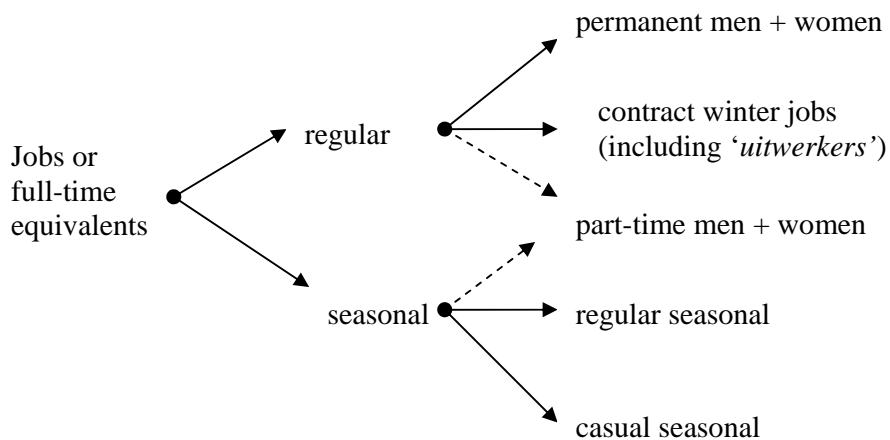 permanent men + women
contract winter jobs
(including ‘uitwerkers’)
regular
Jobs or
full-time
equivalents
part-time men + women
seasonal
regular seasonal
casual seasonal